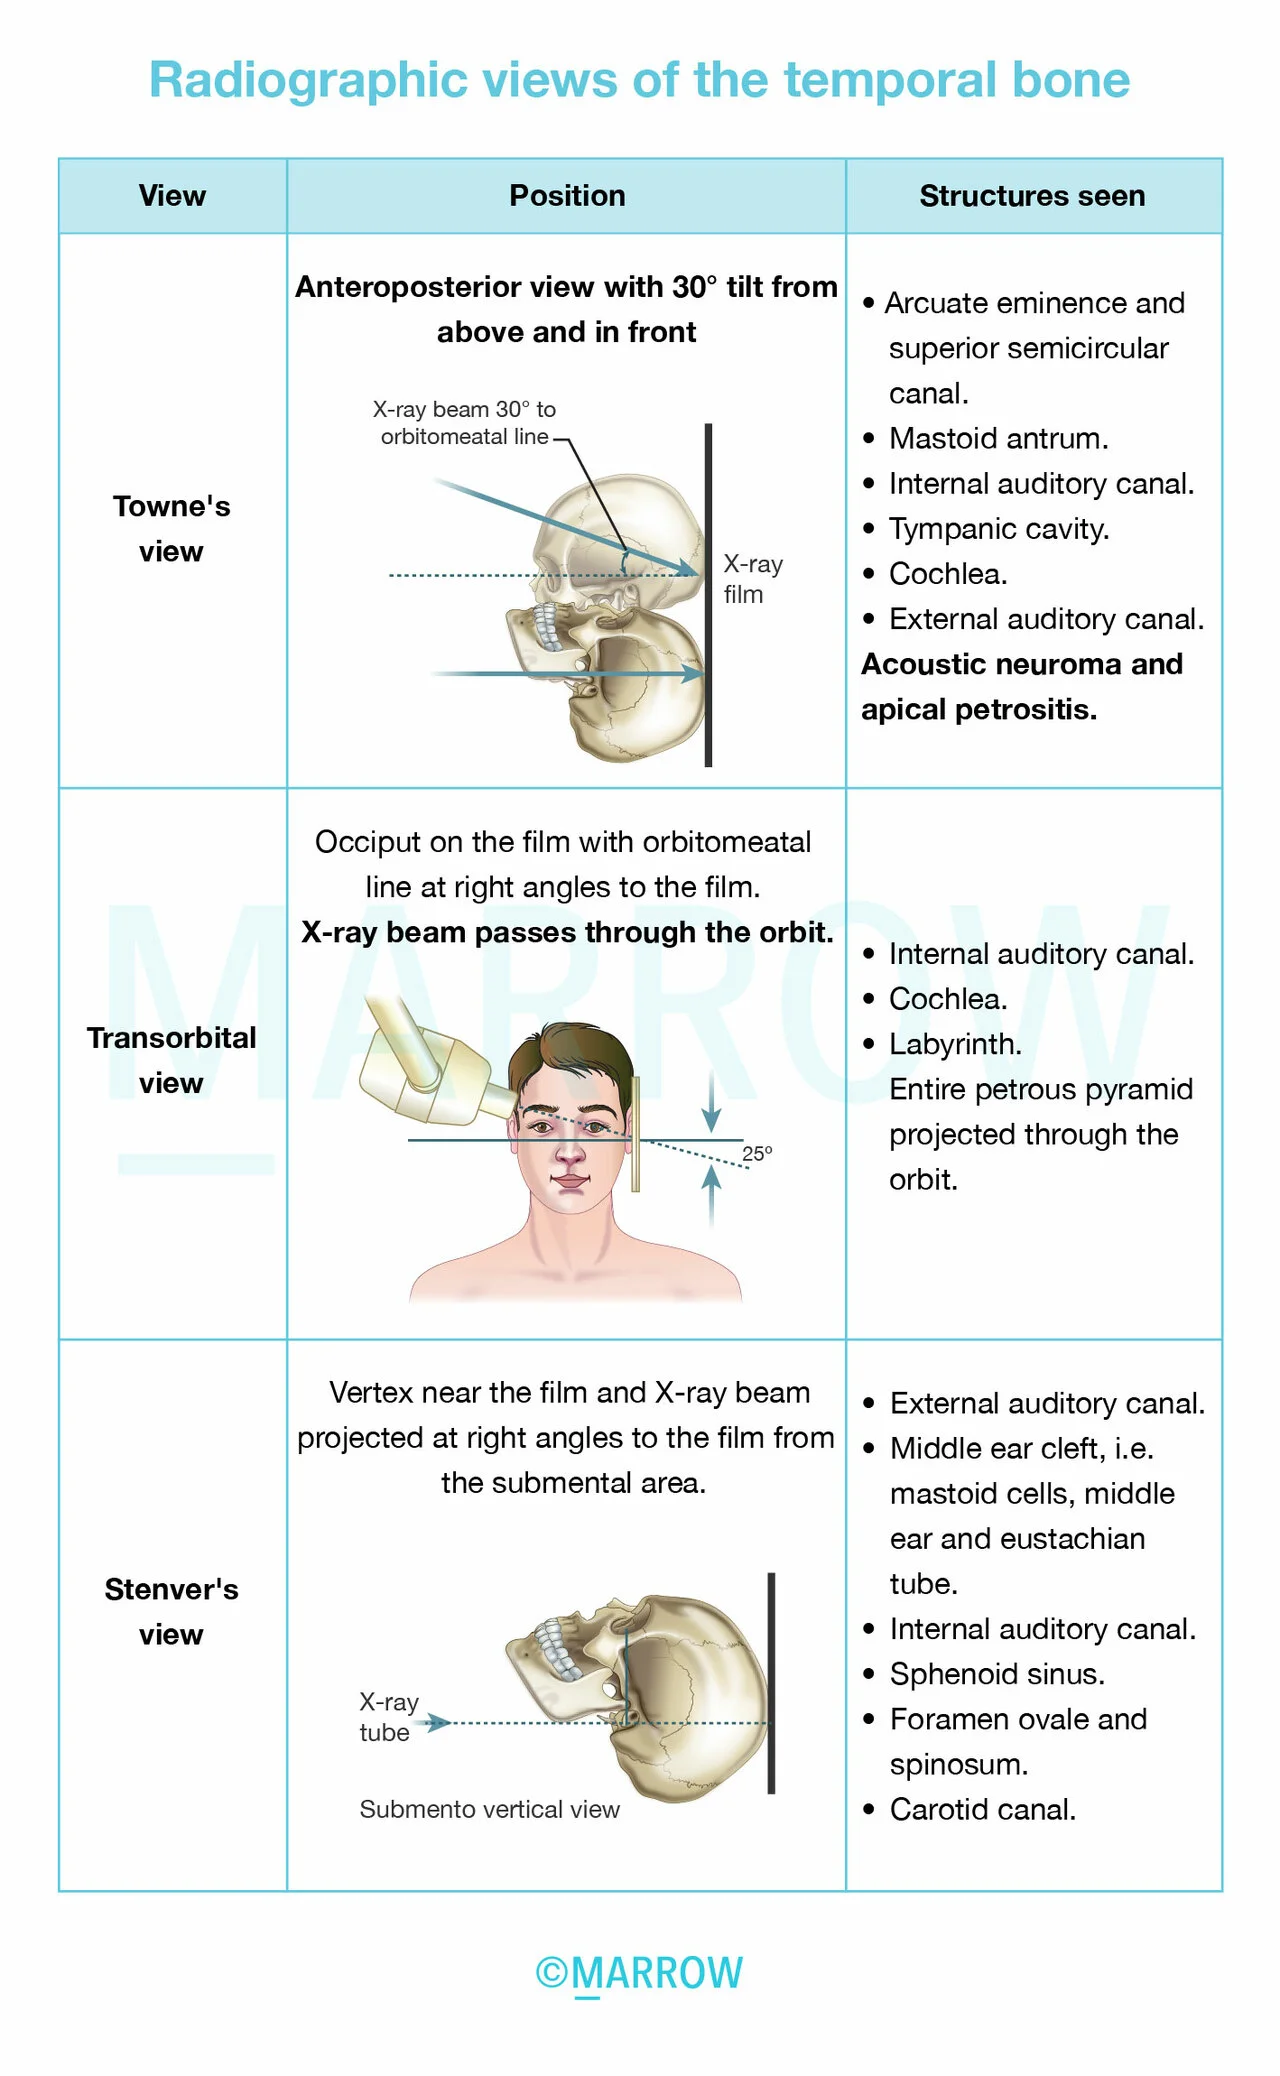 Radiographic views of the temporal bone
View
Position
Structures seen
Towne's
view
Anteroposterior view with 30° tilt from
above and in front
X-ray beam 30° to
orbitomeatal line
X-ray
film
• Arcuate eminence and
superior semicircular
canal.
• Mastoid antrum.
• Internal auditory canal.
• Tympanic cavity.
• Cochlea.
• External auditory canal.
Acoustic neuroma and
apical petrositis.
Transorbital
view
Occiput on the film with orbitomeatal
line at right angles to the film.
X-ray beam passes through the orbit.
25º
• Internal auditory canal.
• Cochlea.
• Labyrinth.
Entire petrous pyramid
projected through the
orbit.
Stenver's
view
Vertex near the film and X-ray beam
projected at right angles to the film from
the submental area.
X-ray
tube
Submento vertical view
• External auditory canal.
• Middle ear cleft, i.e.
mastoid cells, middle
ear and eustachian
tube.
• Internal auditory canal.
• Sphenoid sinus.
• Foramen ovale and
spinosum.
• Carotid canal.
MARROW
©MARROW